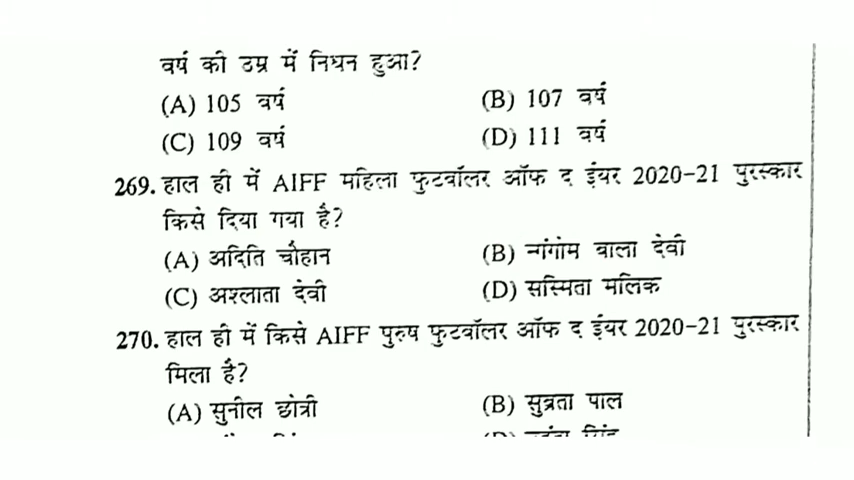 वर्ष की उम्र में निधन हुआ?
(A) 105 वर्ष
(B) 107 वर्ष
(C) 109 वर्ष
(D) 111 वर्ष
269. हाल ही में AIFF महिला फुटबॉलर ऑफ द ईयर 2020-21 पुरस्कार
किसे दिया गया है?
(A) अदिति चौहान
(B) नांगोम बाला देवी
(C) अश्लाता देवी
(D) सस्मिता मलिक
270. हाल ही में किसे AIFF पुरुष फुटबॉलर ऑफ द ईयर 2020-21 पुरस्कार
मिला है?
(A) सुनील छोत्री
(B) सुब्रता पाल